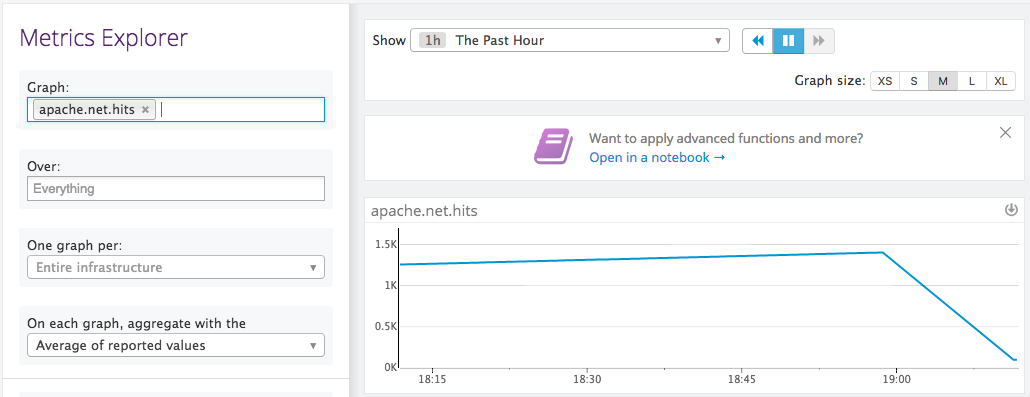 Metrics Explorer
Graph:
apache.net.hits ×
Over:
Everything
One graph per:
Entire infrastructure
On each graph, aggregate with the
Average of reported values
Show 1h The Past Hour
Graph size: XS S M L XL
Want to apply advanced functions and more?
Open in a notebook →
apache.net.hits
1.5K
1K
0.5K
0K
18:15 18:30 18:45 19:00